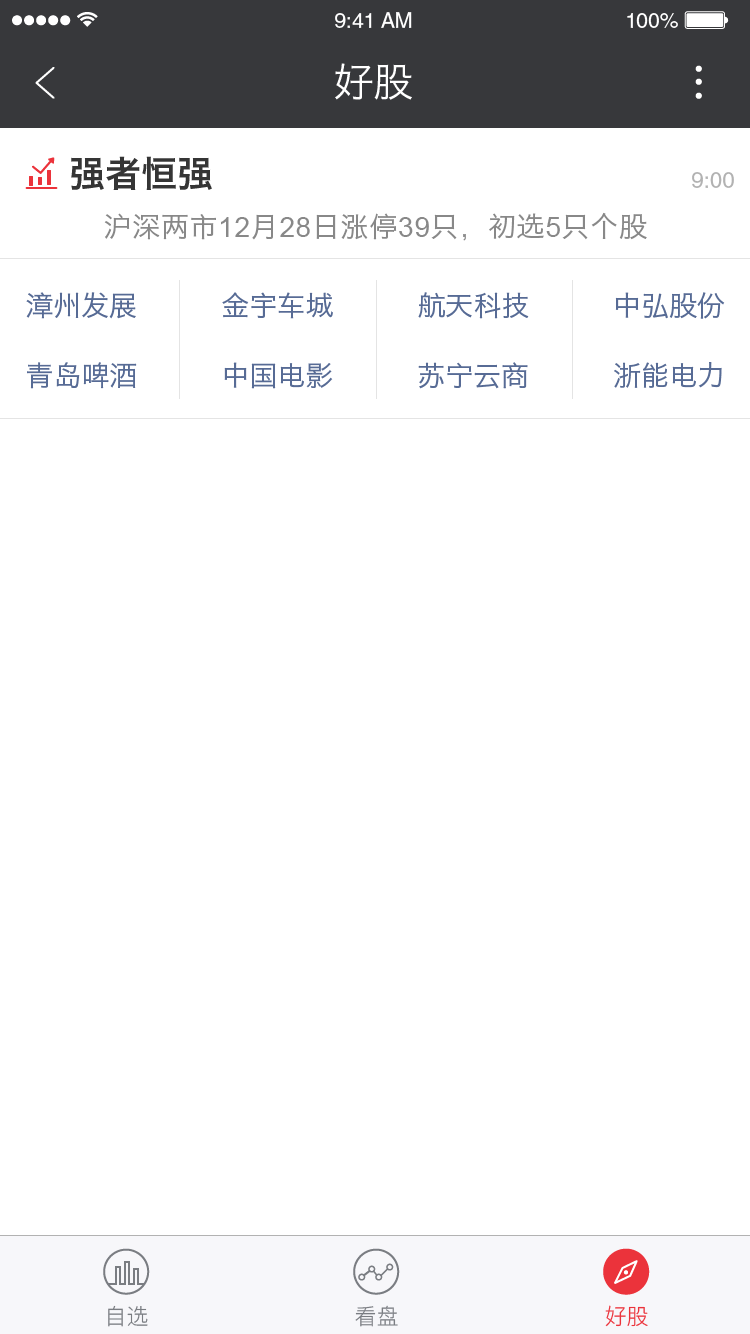 9:41 AM 100%
好股
强者恒强 9:00
沪深两市12月28日涨停39只，初选5只个股
漳州发展 金宇车城 航天科技 中弘股份
青岛啤酒 中国电影 苏宁云商 浙能电力
自选 看盘 好股